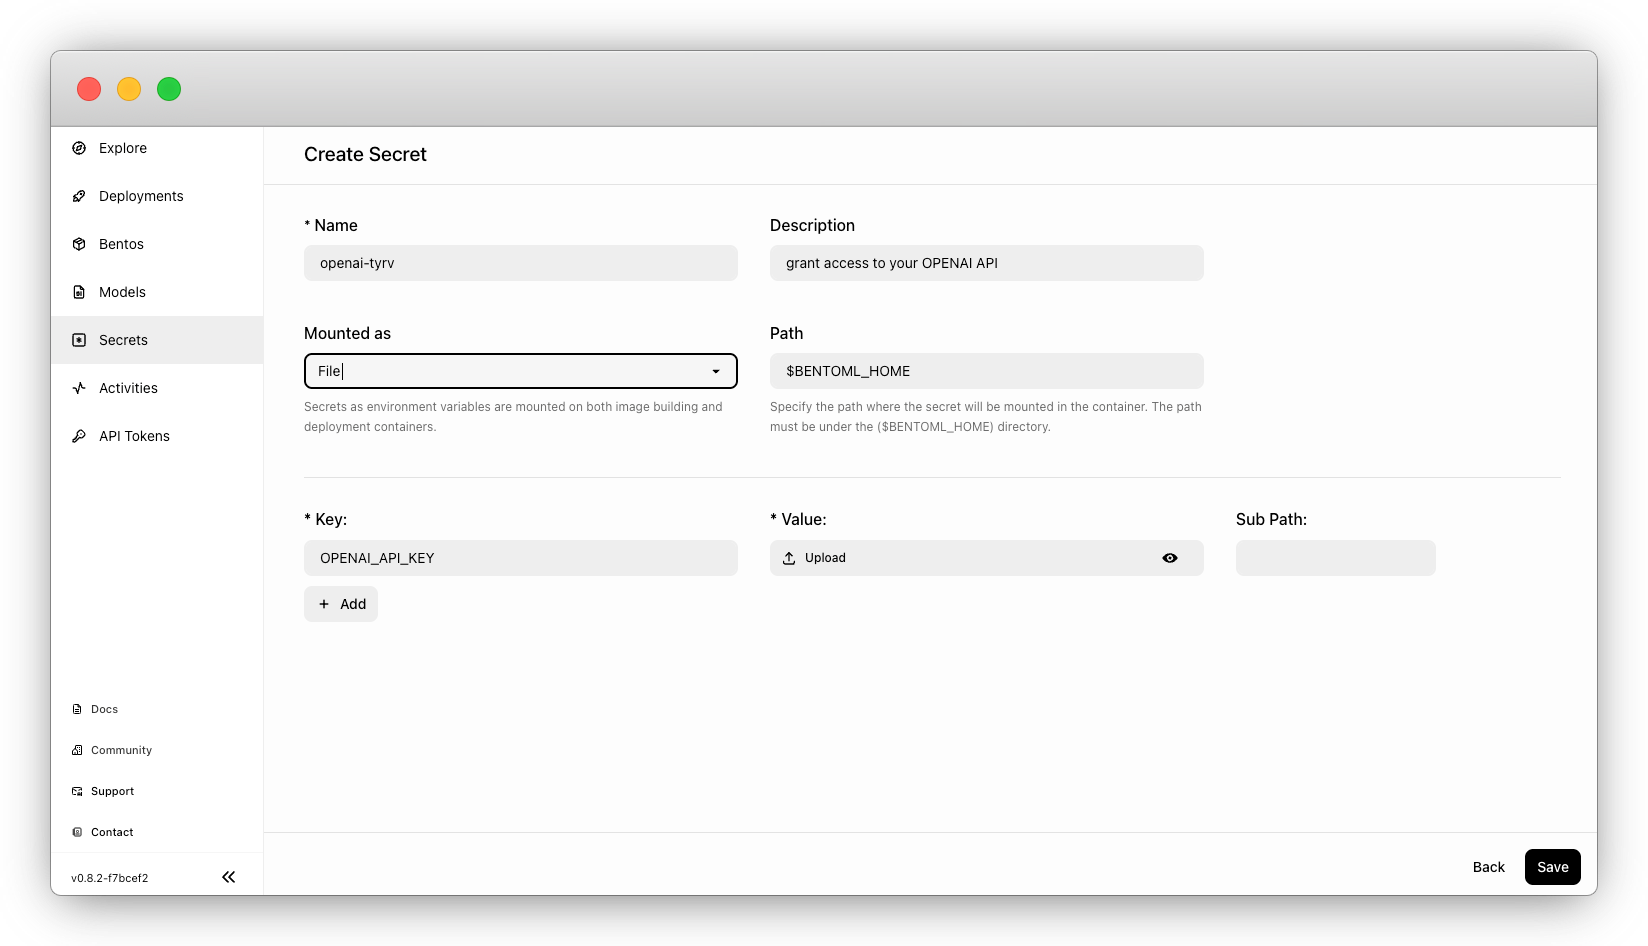 Explore
Deployments
Bentos
Models
Secrets
Activities
API Tokens
Docs
Community
Support
Contact
v0.8.2-f7bcef2
Create Secret
* Name
openai-tyrv
Description
grant access to your OPENAI API
Mounted as
File
Secrets as environment variables are mounted on both image building and
deployment containers.
Path
$BENTOML_HOME
Specify the path where the secret will be mounted in the container. The path
must be under the ($BENTOML_HOME) directory.
* Key:
OPENAI_API_KEY
* Value:
Upload
Sub Path:
+ Add
Back
Save